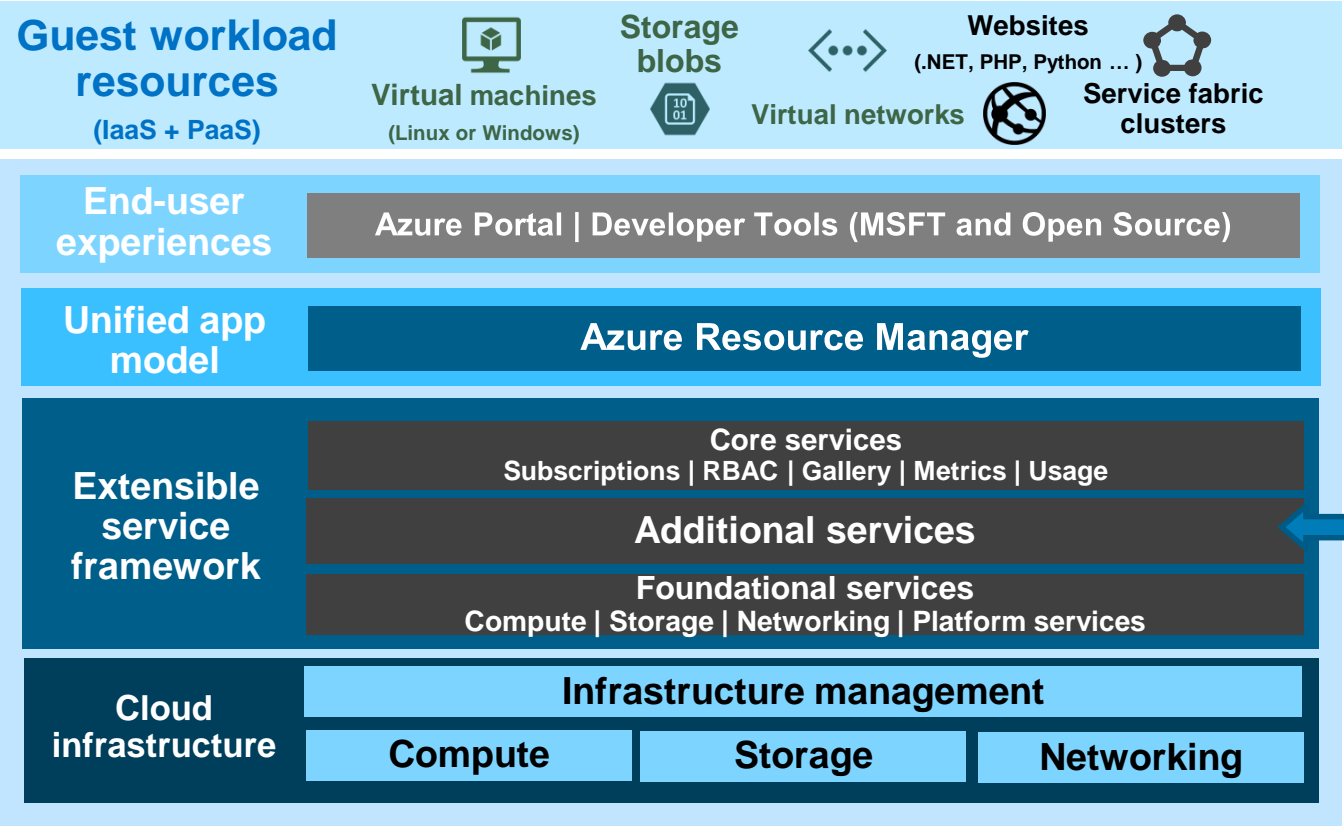 Guest workload
resources
(IaaS + PaaS)
Virtual machines
(Linux or Windows)
Storage
blobs
10
01
Virtual networks
Websites
(.NET, PHP, Python ... )
Service fabric
clusters
End-user
experiences
Azure Portal | Developer Tools (MSFT and Open Source)
Unified app
model
Azure Resource Manager
Extensible
service
framework
Core services
Subscriptions | RBAC | Gallery | Metrics | Usage
Additional services
Foundational services
Compute | Storage | Networking | Platform services
Cloud
infrastructure
Infrastructure management
Compute
Storage
Networking